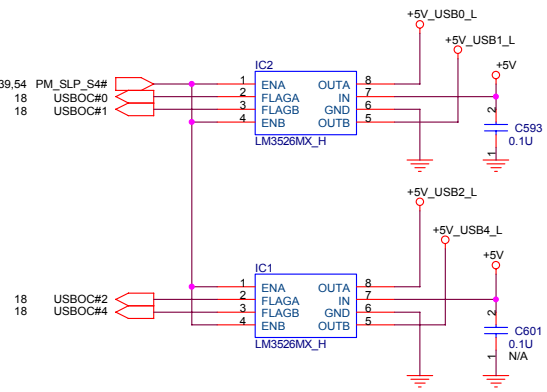 +5V_USB0_L
+5V_USB1_L
+5V
IC2
39,54 PM_SLP_S4# 1 ENA OUTA 8
18 USBOC#0 2 FLAGA IN 7
18 USBOC#1 3 FLAGB GND 6
4 ENB OUTB 5
LM3526MX_H
2 C593
1 0.1U
+5V_USB2_L
+5V_USB4_L
+5V
IC1
1 ENA OUTA 8
18 USBOC#2 2 FLAGA IN 7
18 USBOC#4 3 FLAGB GND 6
4 ENB OUTB 5
LM3526MX_H
2 C601
0.1U
1 N/A